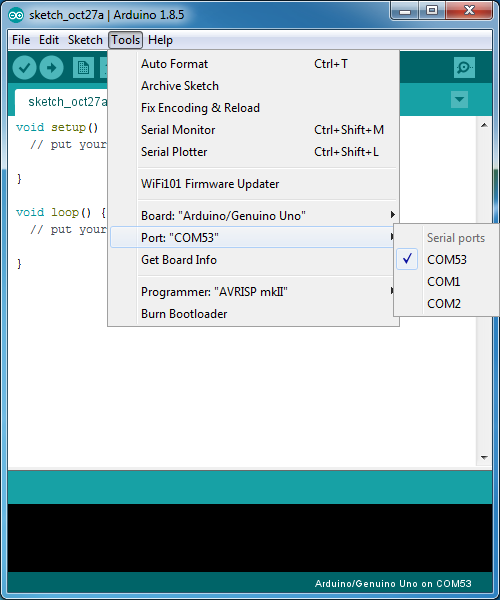 sketch_oct27a | Arduino 1.8.5
File Edit Sketch Tools Help
sketch_oct27a
void setup()
// put your
}
void loop() {
// put your
}
Auto Format Ctrl+T
Archive Sketch
Fix Encoding & Reload
Serial Monitor Ctrl+Shift+M
Serial Plotter Ctrl+Shift+L
WiFi101 Firmware Updater
Board: "Arduino/Genuino Uno"
Port: "COM53"
Get Board Info
Programmer: "AVRISP mkII"
Burn Bootloader
Serial ports
COM53
COM1
COM2
Arduino/Genuino Uno on COM53